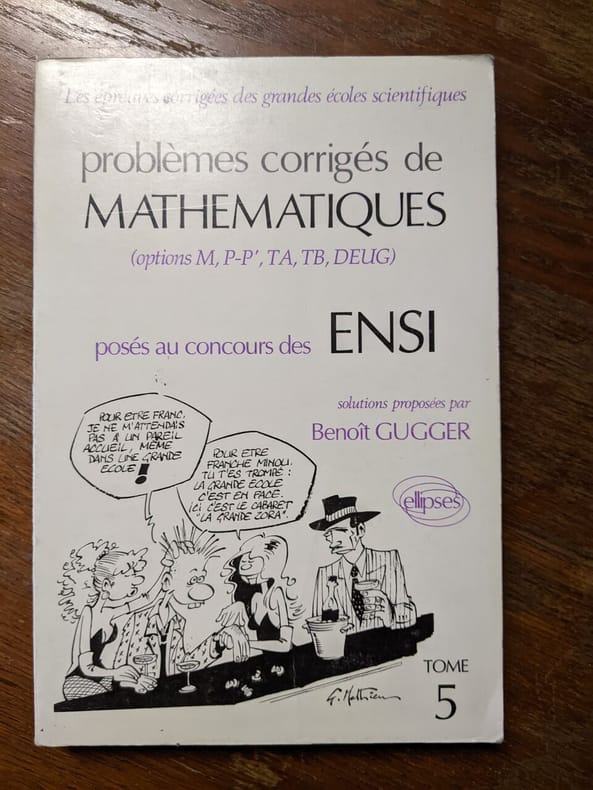 Les épreuves corrigées des grandes écoles scientifiques
problèmes corrigés de
MATHEMATIQUES
(options M, P-P', TA, TB, DEUG)
posés au concours des ENSI
solutions proposées par
Benoît GUGGER
ellipses
POUR ETRE FRANC,
JE NE M'ATTENDAIS
PAS A UN PAREIL
ACCUEIL, MEME
DANS UNE GRANDE
ECOLE!
POUR ETRE
FRANCHE MINOU,
TU T'ES TROMPE :
LA GRANDE ECOLE
C'EST EN FACE.
ICI C'EST LE CABARET
"LA GRANDE ZORA".
G. Mathieu
TOME
5